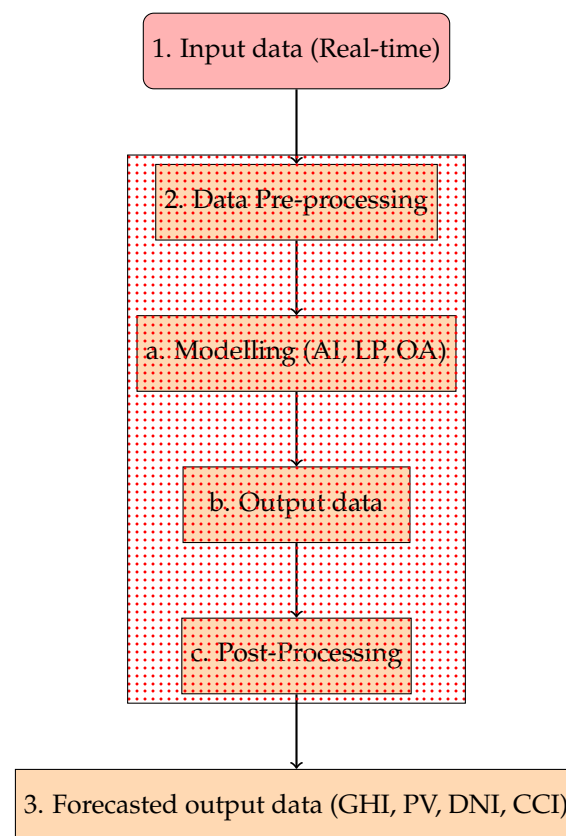 1. Input data (Real-time)
2. Data Pre-processing
a. Modelling (AI, LP, OA)
b. Output data
c. Post-Processing
3. Forecasted output data (GHI, PV, DNI, CCI)